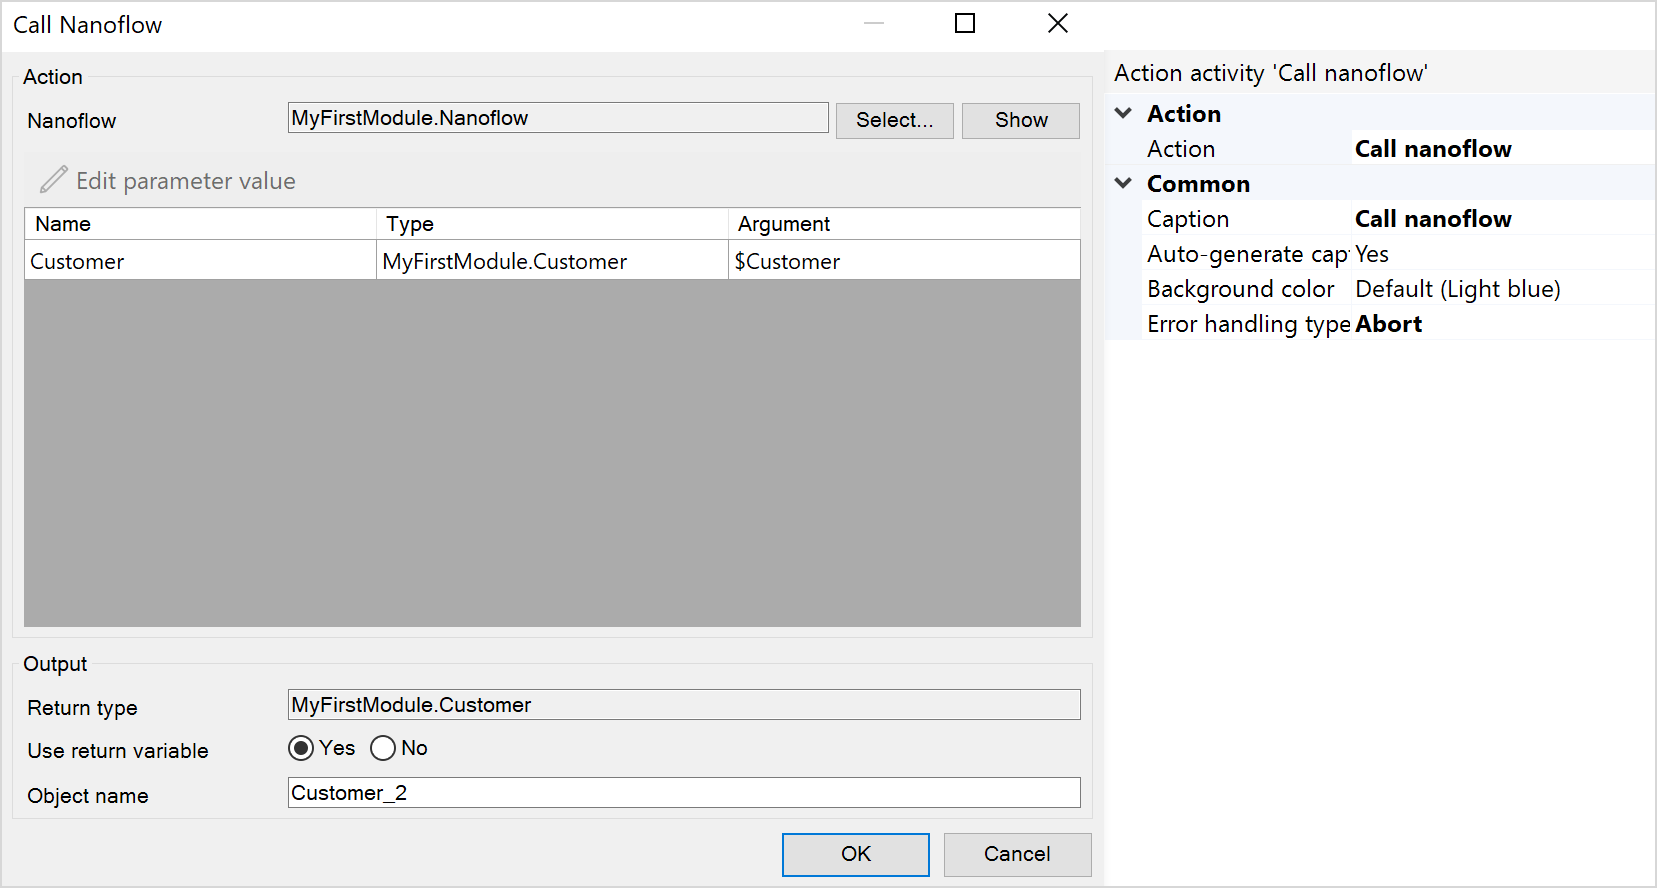 Call Nanoflow
Action
Nanoflow
MyFirstModule.Nanoflow
Select...
Show
Edit parameter value
Name Type Argument
Customer MyFirstModule.Customer $Customer
Output
Return type
MyFirstModule.Customer
Use return variable
Yes No
Object name
Customer_2
OK
Cancel
Action activity 'Call nanoflow'
Action
Action Call nanoflow
Common
Caption Call nanoflow
Auto-generate cap Yes
Background color Default (Light blue)
Error handling type Abort